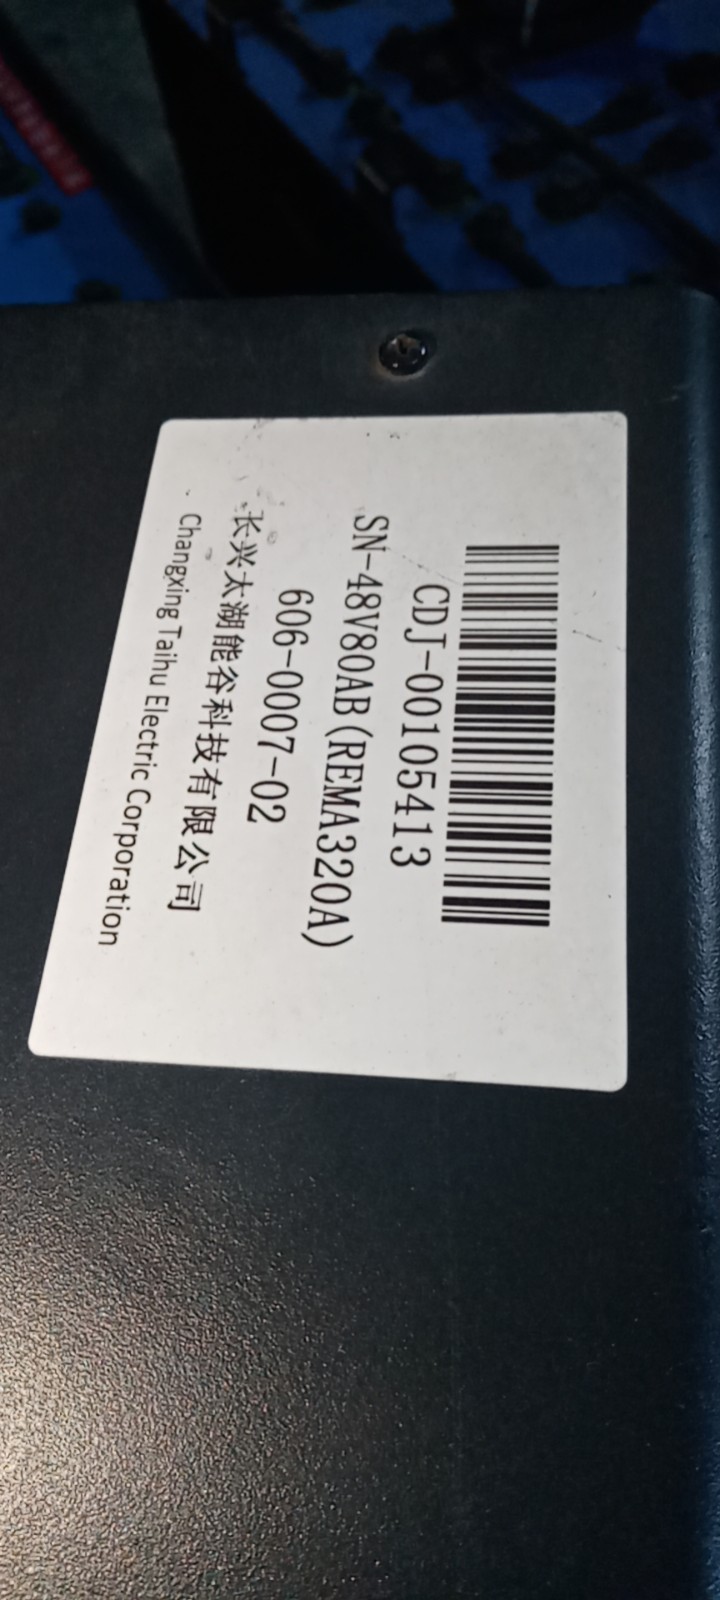 CDJ-00105413
SN-48V80AB(REMA320A)
606-0007-02
长兴太湖能谷科技有限公司
Changxing Taihu Electric Corporation